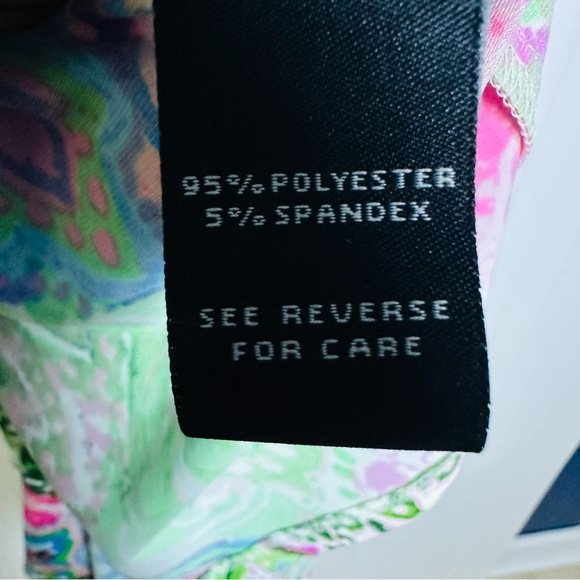 95% POLYESTER
5% SPANDEX
SEE REVERSE
FOR CARE